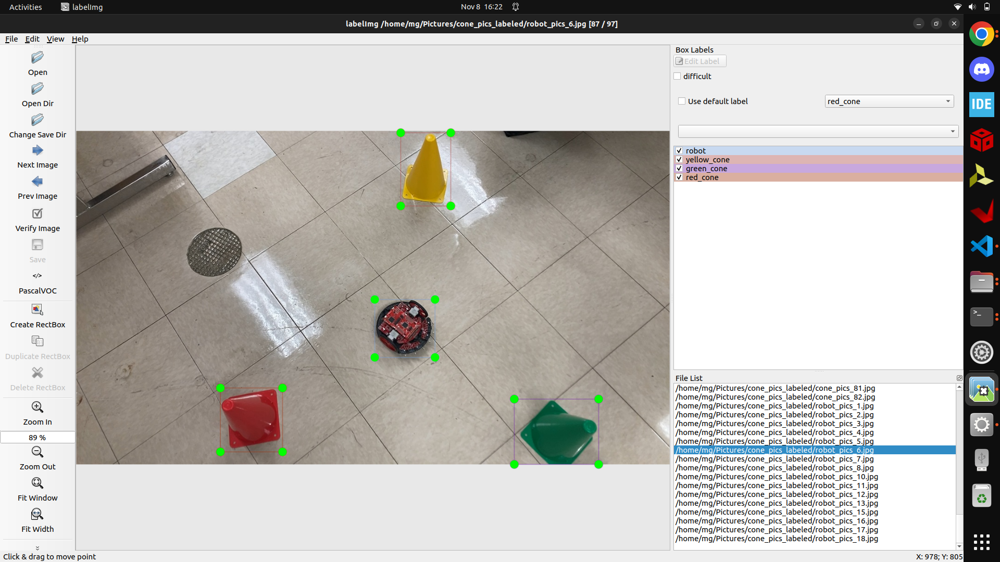 Activities
labelImg
Nov 8 16:22
labelImg /home/mg/Pictures/cone_pics_labeled/robot_pics_6.jpg [87 / 97]
File Edit View Help
Open
Open Dir
Change Save Dir
Next Image
Prev Image
Verify Image
Save
</>
PascalVOC
Create RectBox
Duplicate RectBox
Delete RectBox
Zoom In
89 %
Zoom Out
Fit Window
Fit Width
Box Labels
Edit Label
difficult
Use default label
red_cone
robot
yellow_cone
green_cone
red_cone
File List
/home/mg/Pictures/cone_pics_labeled/cone_pics_81.jpg
/home/mg/Pictures/cone_pics_labeled/cone_pics_82.jpg
/home/mg/Pictures/cone_pics_labeled/robot_pics_1.jpg
/home/mg/Pictures/cone_pics_labeled/robot_pics_2.jpg
/home/mg/Pictures/cone_pics_labeled/robot_pics_3.jpg
/home/mg/Pictures/cone_pics_labeled/robot_pics_4.jpg
/home/mg/Pictures/cone_pics_labeled/robot_pics_5.jpg
/home/mg/Pictures/cone_pics_labeled/robot_pics_6.jpg
/home/mg/Pictures/cone_pics_labeled/robot_pics_7.jpg
/home/mg/Pictures/cone_pics_labeled/robot_pics_8.jpg
/home/mg/Pictures/cone_pics_labeled/robot_pics_10.jpg
/home/mg/Pictures/cone_pics_labeled/robot_pics_11.jpg
/home/mg/Pictures/cone_pics_labeled/robot_pics_12.jpg
/home/mg/Pictures/cone_pics_labeled/robot_pics_13.jpg
/home/mg/Pictures/cone_pics_labeled/robot_pics_15.jpg
/home/mg/Pictures/cone_pics_labeled/robot_pics_16.jpg
/home/mg/Pictures/cone_pics_labeled/robot_pics_17.jpg
/home/mg/Pictures/cone_pics_labeled/robot_pics_18.jpg
IDE
>_
Click & drag to move point
X: 978; Y: 805